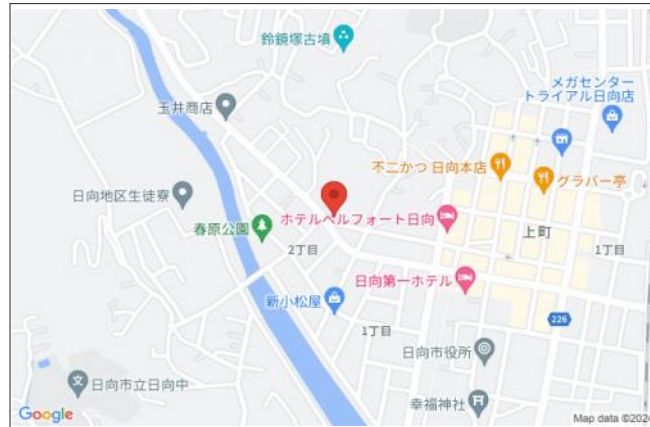 鈴鏡塚古墳
メガセンター
トライアル日向店
玉井商店
不二かつ 日向本店
グラバー亭
日向地区生徒寮
ホテルベルフォート日向
春原公園
上町
2丁目
1丁目
日向第一ホテル
新小松屋
226
1丁目
日向市役所
日向市立日向中
幸福神社
Google
Map data ©202